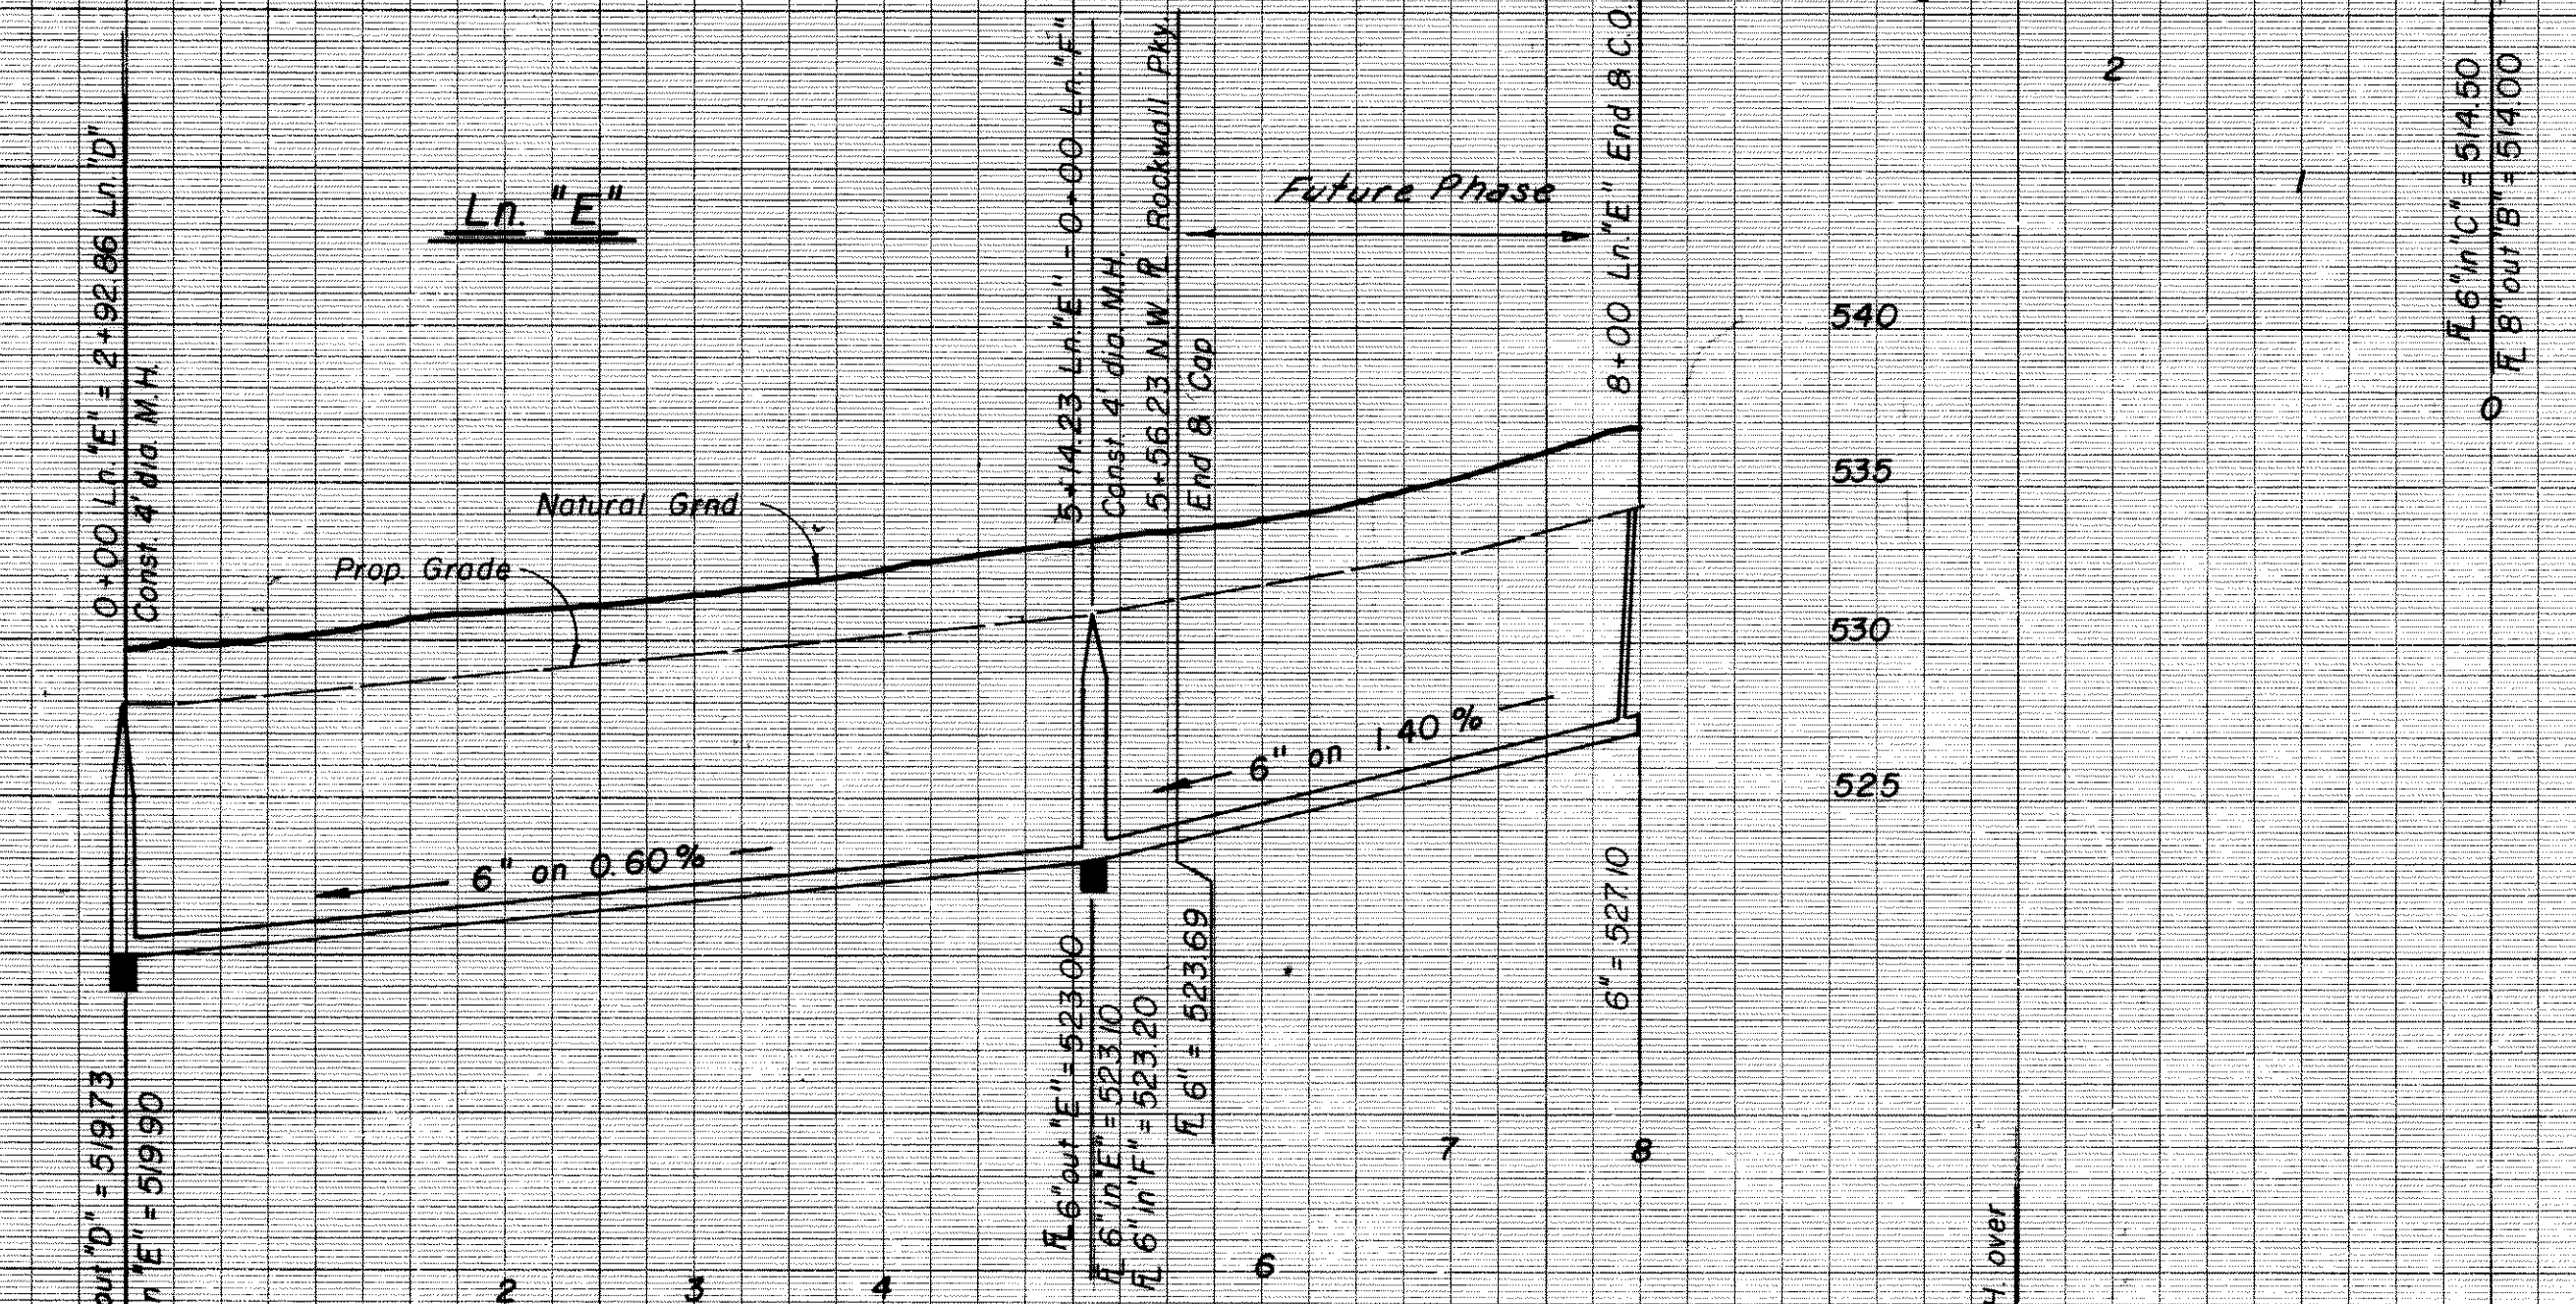 0+00 Ln."E" = 2+92.86 Ln."D"
Const. 4' dia. M.H.
Ln. "E"
Natural Grnd
Prop. Grade
5+14.23 Ln."E" - 0+00 Ln."F"
Const. 4' dia. M.H.
5+56.23 N W PL Rockwall Pky.
End & Cap
Future Phase
8+00 Ln."E" End & C.O.
540
535
530
525
2
1
0
FL 6" in "C" = 514.50
FL 8" out "B" = 514.00
6" on 0.60%
6" on 1.40%
out "D" = 519.73
n "E" = 519.90
FL 6" out "E" = 523.00
FL 6" in "E" = 523.10
FL 6" in "F" = 523.20
FL 6" = 523.69
6" = 527.10
2
3
4
6
7
8
H. over